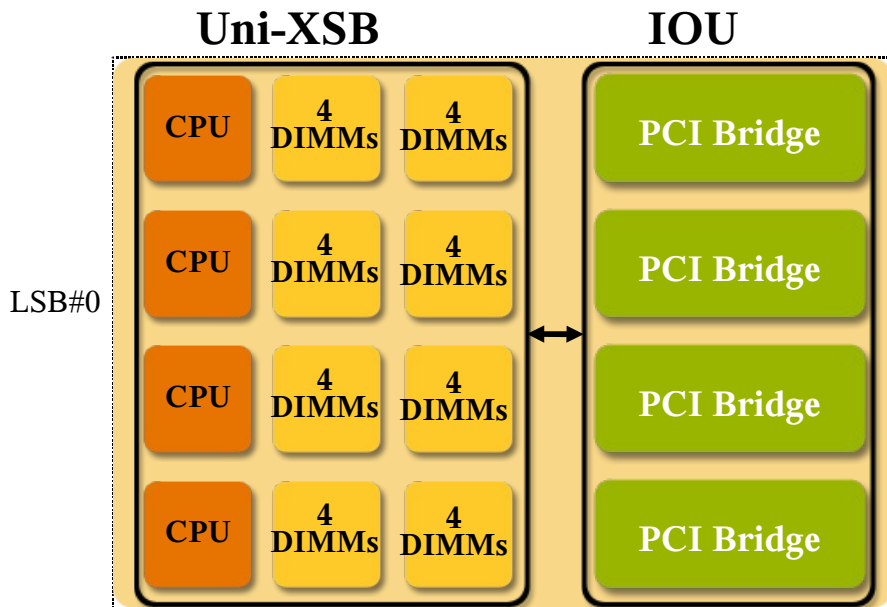 Uni-XSB
IOU
CPU
4
DIMMs
4
DIMMs
PCI Bridge
CPU
4
DIMMs
4
DIMMs
PCI Bridge
LSB#0
CPU
4
DIMMs
4
DIMMs
PCI Bridge
CPU
4
DIMMs
4
DIMMs
PCI Bridge